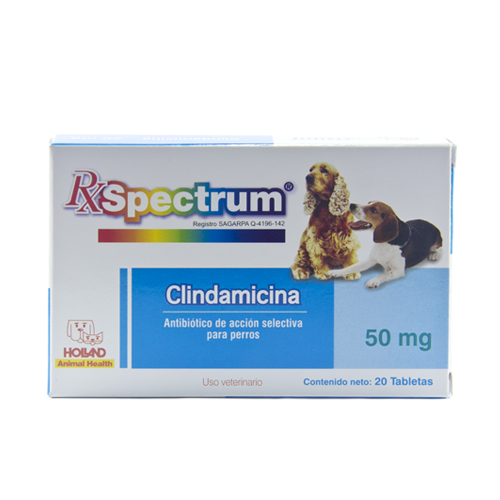 RxSpectrum®
Registro SAGARPA Q-4196-142
Clindamicina
Antibiótico de acción selectiva
para perros
50 mg
HOLLAND
Animal Health
Uso veterinario
Contenido neto: 20 Tabletas